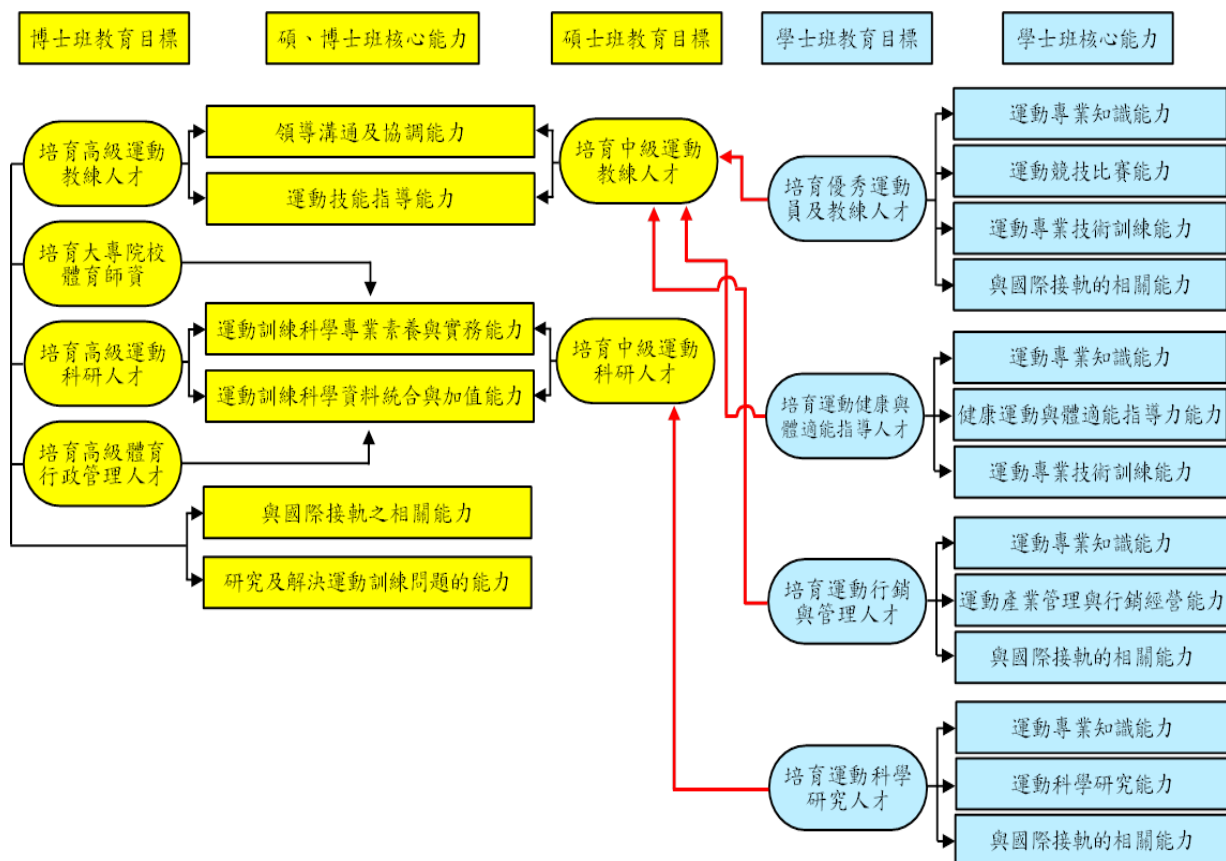 博士班教育目標
碩、博士班核心能力
碩士班教育目標
學士班教育目標
學士班核心能力
培育高級運動
教練人才
培育大專院校
體育師資
培育高級運動
科研人才
培育高級體育
行政管理人才
領導溝通及協調能力
運動技能指導能力
運動訓練科學專業素養與實務能力
運動訓練科學資料統合與加值能力
與國際接軌之相關能力
研究及解決運動訓練問題的能力
培育中級運動
教練人才
培育中級運動
科研人才
培育優秀運動
員及教練人才
運動專業知識能力
運動競技比賽能力
運動專業技術訓練能力
與國際接軌的相關能力
培育運動健康與
體適能指導人才
運動專業知識能力
健康運動與體適能指導力能力
運動專業技術訓練能力
培育運動行銷
與管理人才
運動專業知識能力
運動產業管理與行銷經營能力
與國際接軌的相關能力
培育運動科學
研究人才
運動專業知識能力
運動科學研究能力
與國際接軌的相關能力